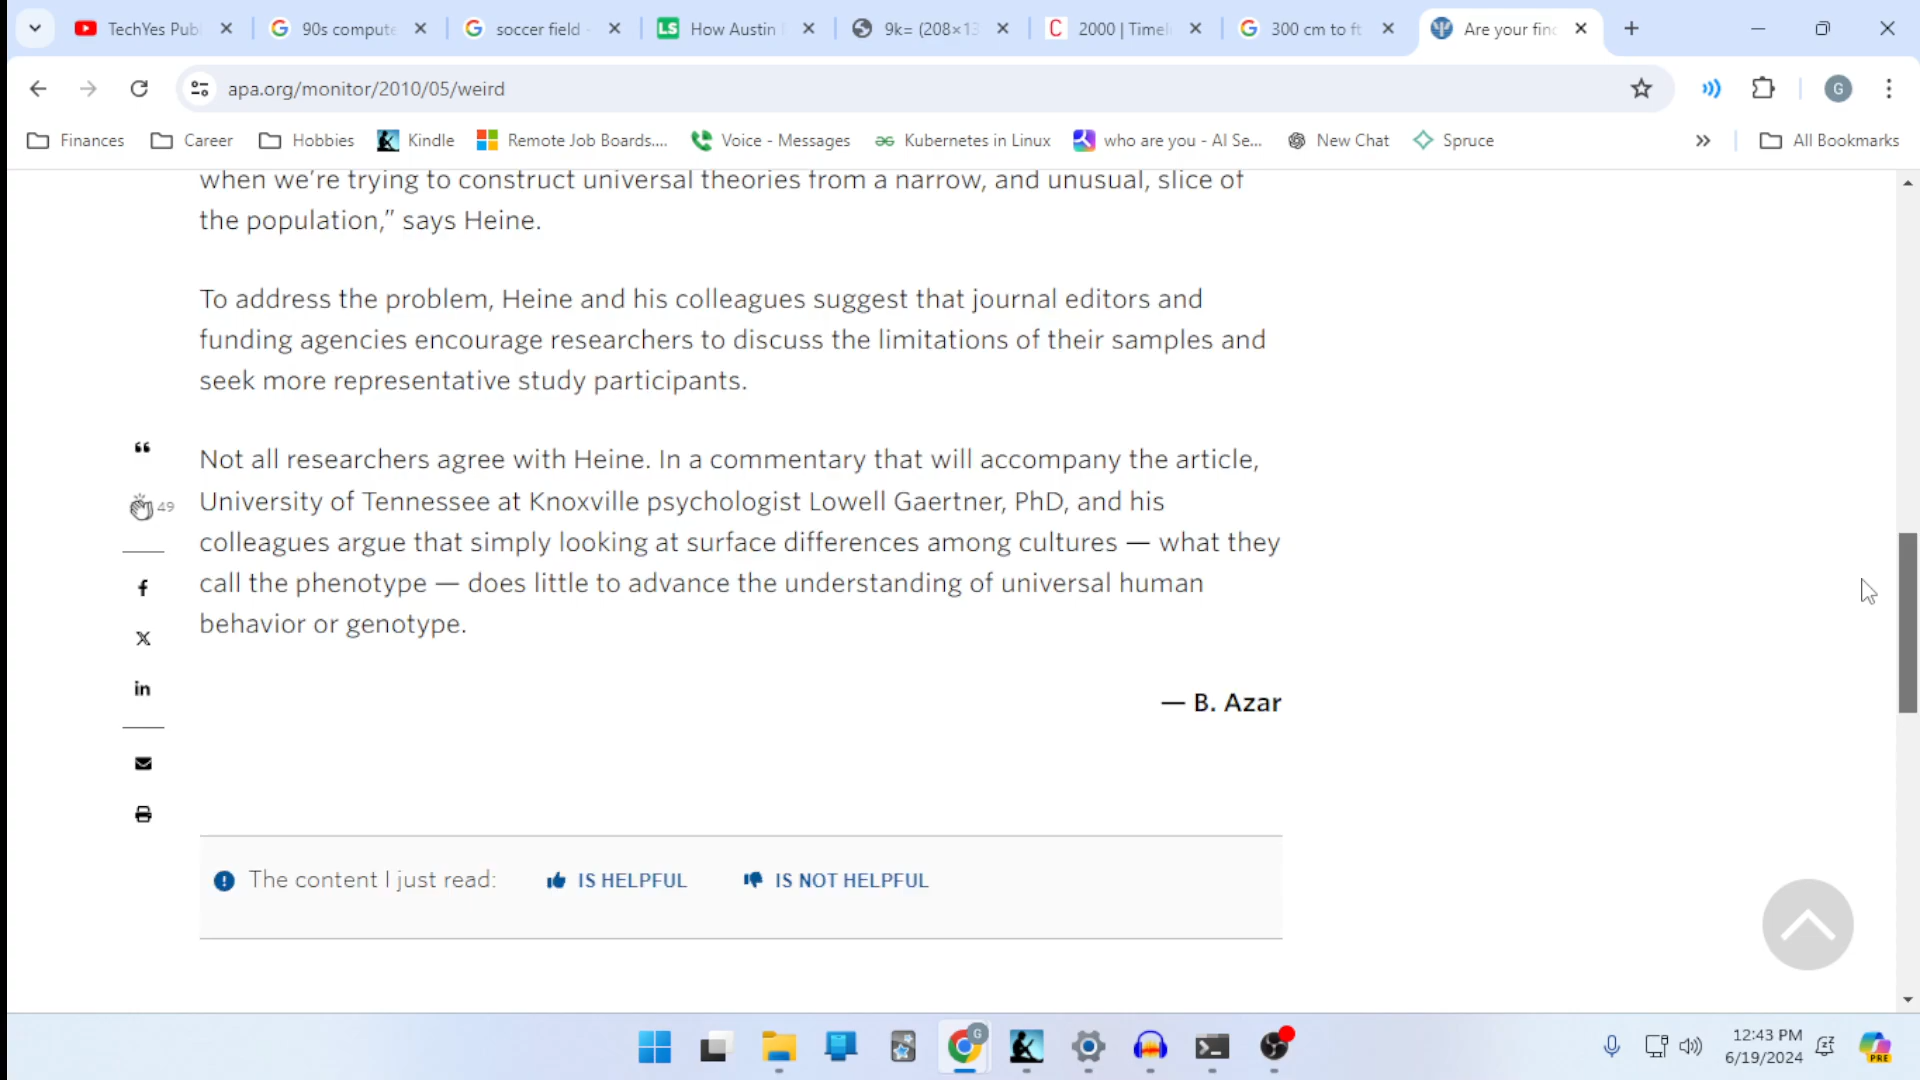 TechYes Pub
90s compute
soccer field -
LS How Austin
9k= (208×13
C 2000 | Timeli
300 cm to ft
Are your find
apa.org/monitor/2010/05/weird
G
Finances
Career
Hobbies
Kindle
Remote Job Boards....
Voice - Messages
Kubernetes in Linux
who are you - AI Se...
New Chat
Spruce
All Bookmarks
when we’re trying to construct universal theories from a narrow, and unusual, slice of
the population,” says Heine.
To address the problem, Heine and his colleagues suggest that journal editors and
funding agencies encourage researchers to discuss the limitations of their samples and
seek more representative study participants.
Not all researchers agree with Heine. In a commentary that will accompany the article,
University of Tennessee at Knoxville psychologist Lowell Gaertner, PhD, and his
49
colleagues argue that simply looking at surface differences among cultures — what they
call the phenotype — does little to advance the understanding of universal human
behavior or genotype.
— B. Azar
The content I just read:
IS HELPFUL
IS NOT HELPFUL
G
12:43 PM
6/19/2024
PRE